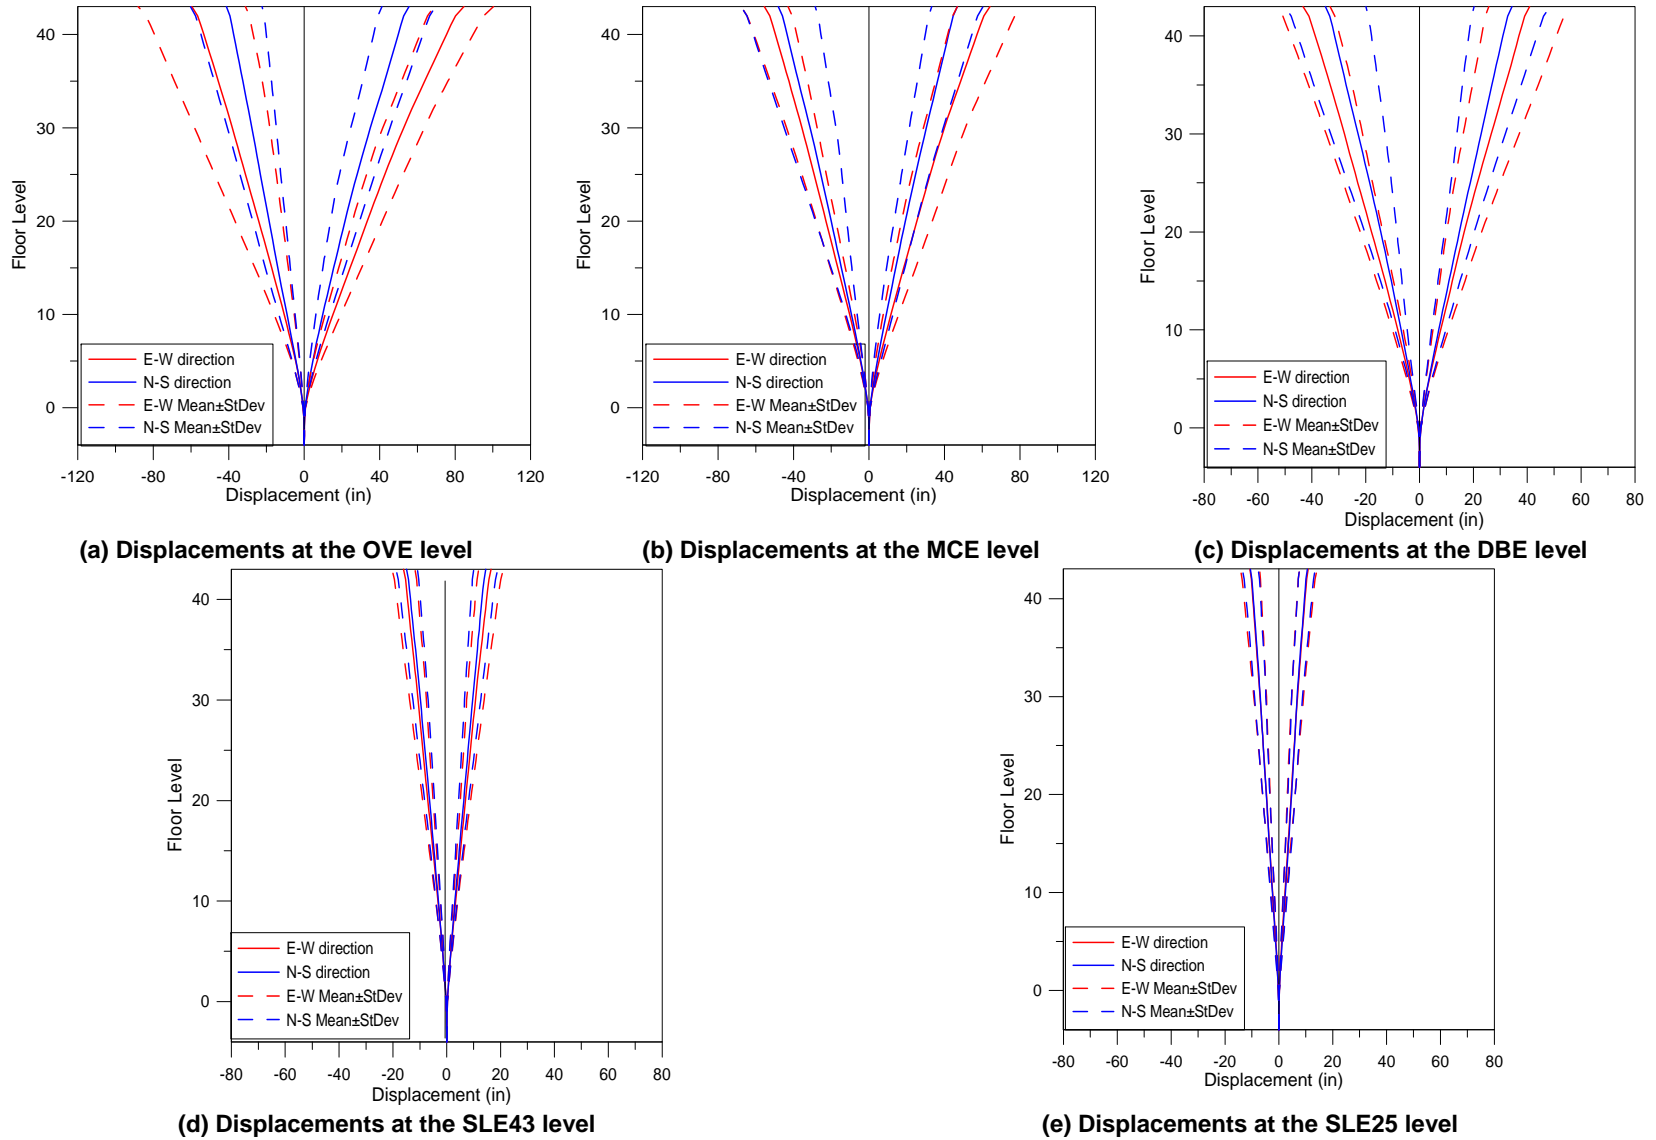 40
30
20
10
0
Floor Level
E-W direction
N-S direction
E-W Mean±StDev
N-S Mean±StDev
-120 -80 -40 0 40 80 120
Displacement (in)
(a) Displacements at the OVE level
40
30
20
10
0
Floor Level
E-W direction
N-S direction
E-W Mean±StDev
N-S Mean±StDev
-120 -80 -40 0 40 80 120
Displacement (in)
(b) Displacements at the MCE level
40
30
20
10
0
Floor Level
E-W direction
N-S direction
E-W Mean±StDev
N-S Mean±StDev
-80 -60 -40 -20 0 20 40 60 80
Displacement (in)
(c) Displacements at the DBE level
40
30
20
10
0
Floor Level
E-W direction
N-S direction
E-W Mean±StDev
N-S Mean±StDev
-80 -60 -40 -20 0 20 40 60 80
Displacement (in)
(d) Displacements at the SLE43 level
40
30
20
10
0
Floor Level
E-W direction
N-S direction
E-W Mean±StDev
N-S Mean±StDev
-80 -60 -40 -20 0 20 40 60 80
Displacement (in)
(e) Displacements at the SLE25 level